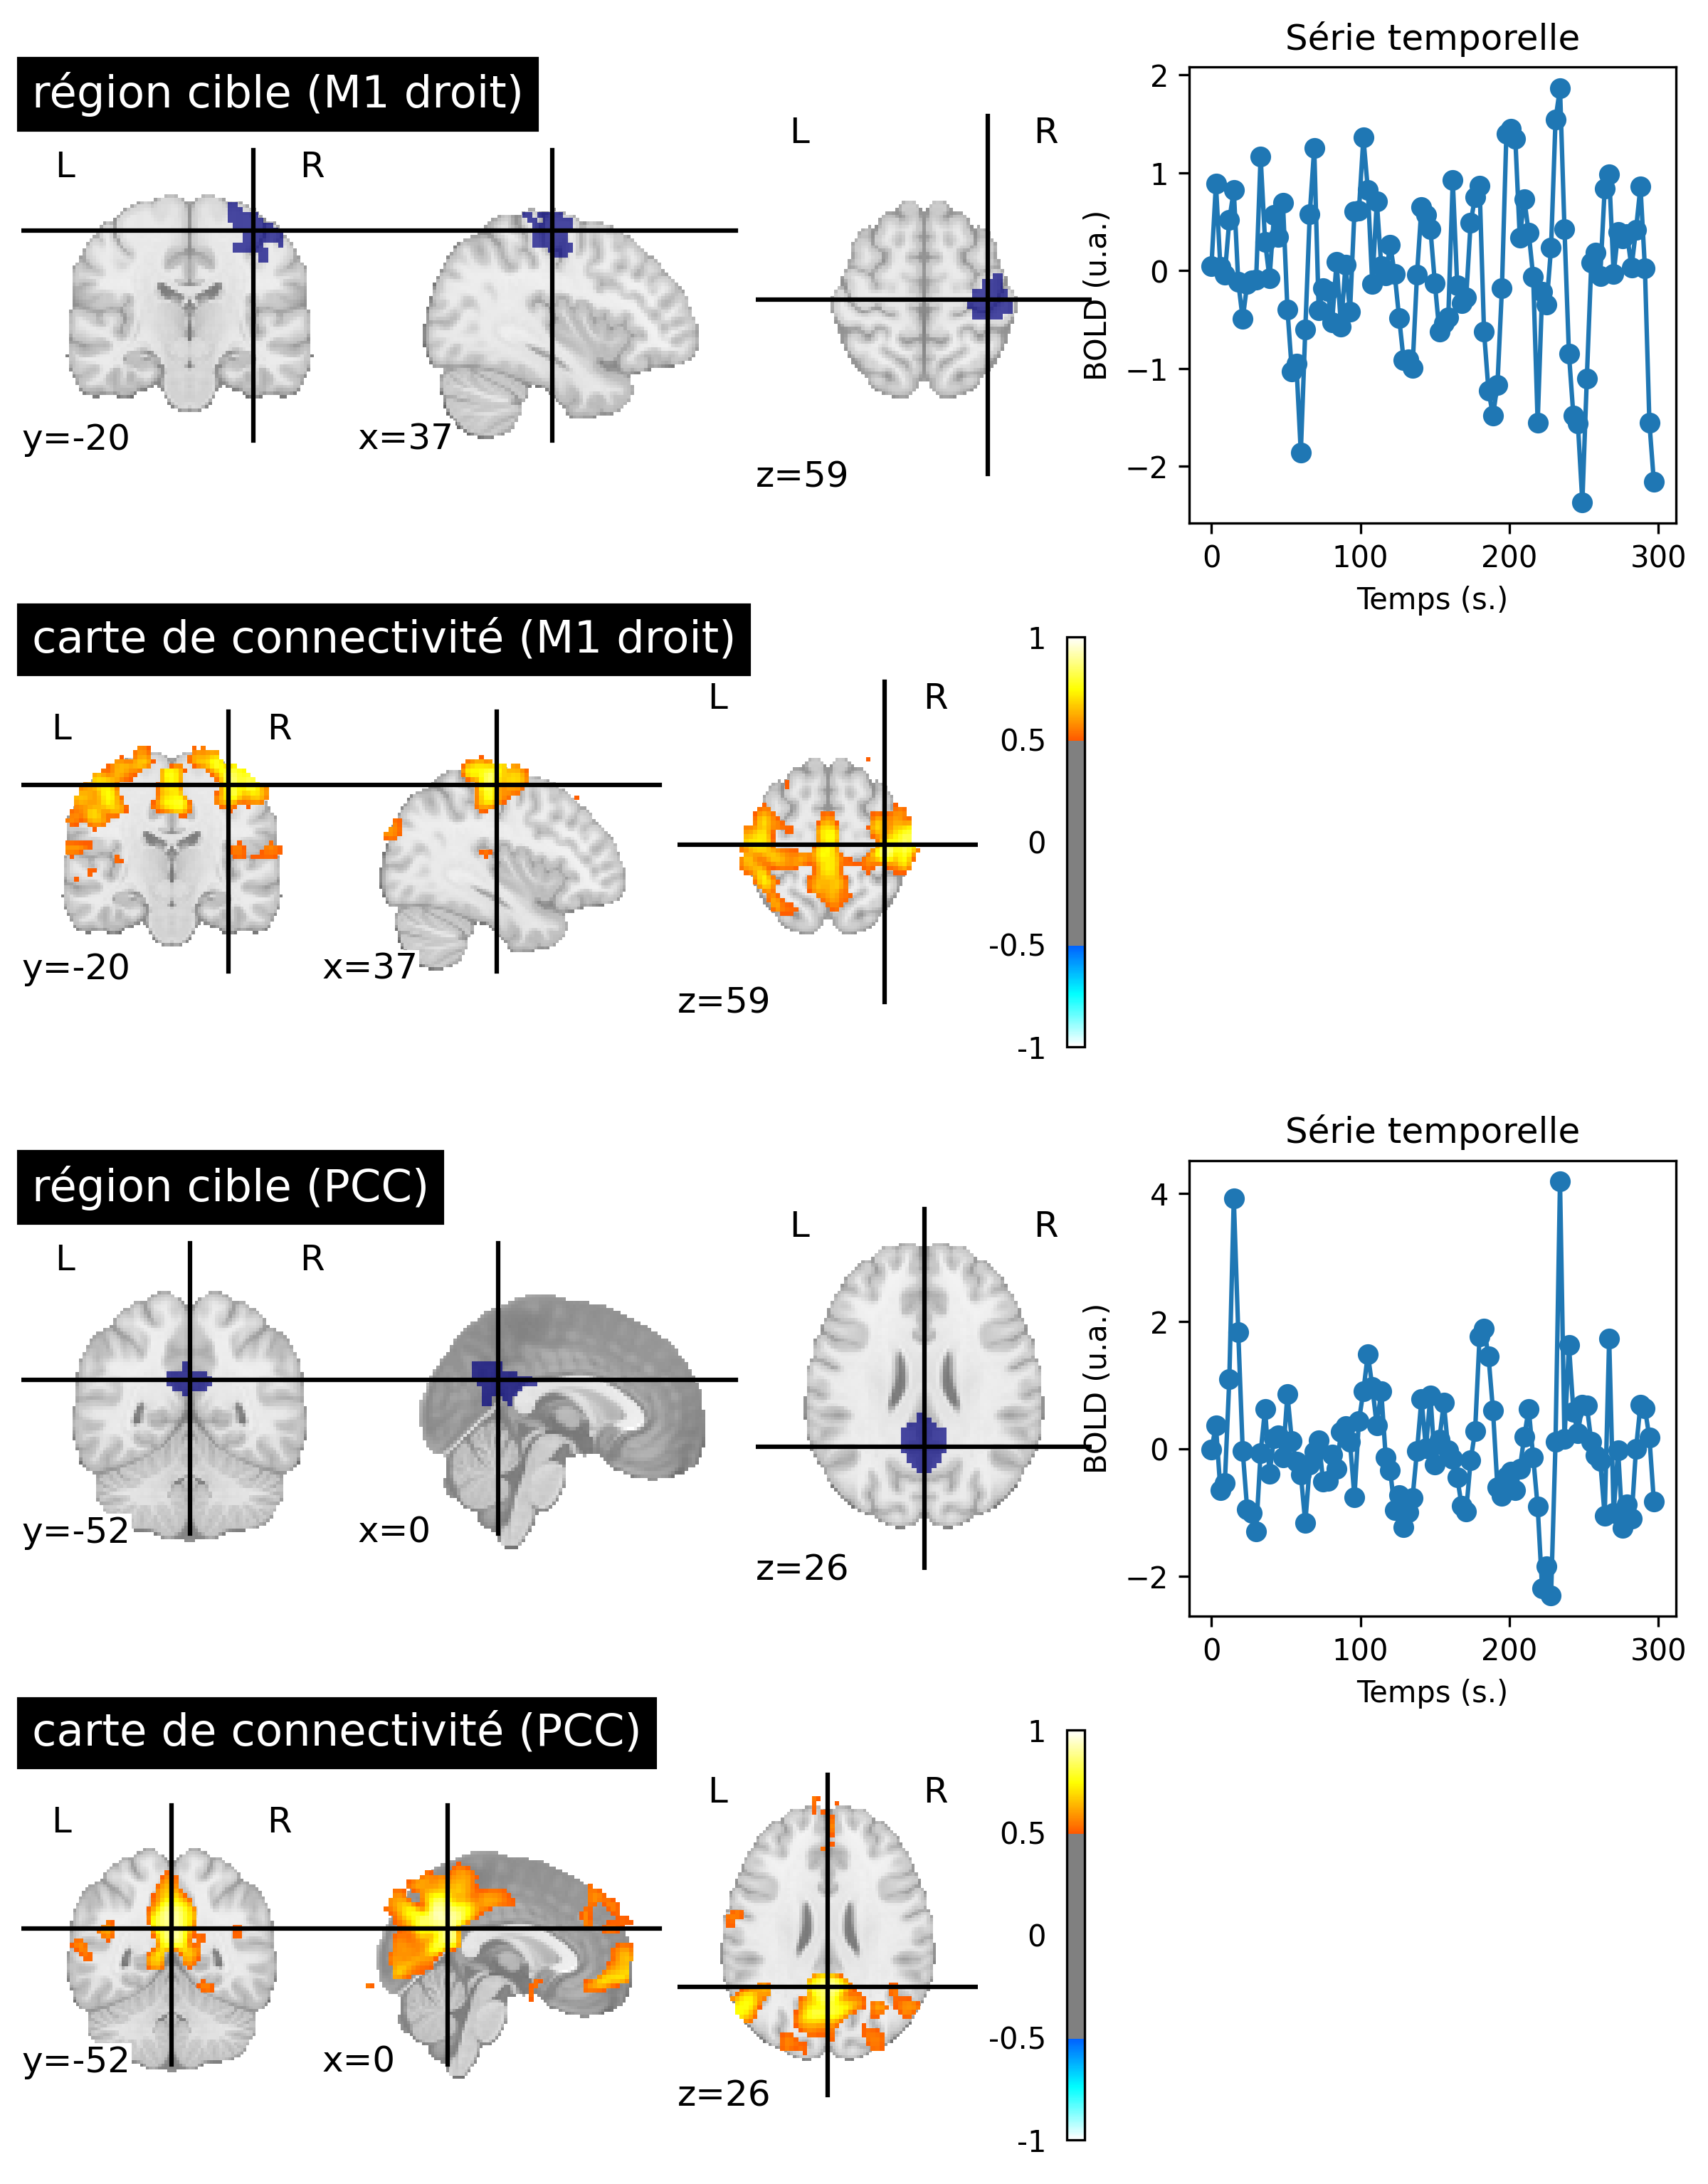 Série temporelle
région cible (M1 droit)
L R
L R
y=-20 x=37 z=59
2
1
0
−1
−2
BOLD (u.a.)
0 100 200 300
Temps (s.)
carte de connectivité (M1 droit)
L R
L R
y=-20 x=37 z=59
1
0.5
0
-0.5
-1
Série temporelle
région cible (PCC)
L R
L R
y=-52 x=0 z=26
4
2
0
−2
BOLD (u.a.)
0 100 200 300
Temps (s.)
carte de connectivité (PCC)
L R
L R
y=-52 x=0 z=26
1
0.5
0
-0.5
-1